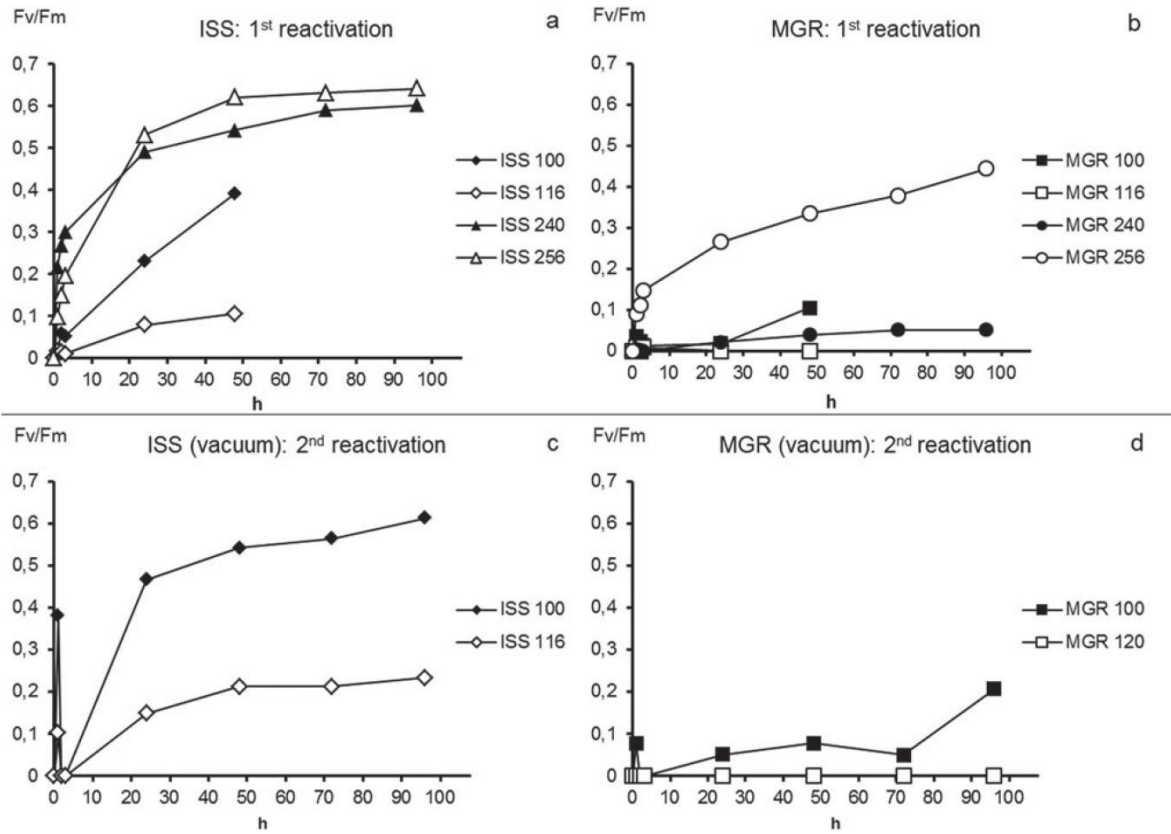 Fv/Fm
ISS: 1st reactivation
a
0,7
0,6
0,5
0,4
0,3
0,2
0,1
0
0 10 20 30 40 50 60 70 80 90 100
h
ISS 100
ISS 116
ISS 240
ISS 256
Fv/Fm
MGR: 1st reactivation
b
0,7
0,6
0,5
0,4
0,3
0,2
0,1
0
0 10 20 30 40 50 60 70 80 90 100
h
MGR 100
MGR 116
MGR 240
MGR 256
Fv/Fm
ISS (vacuum): 2nd reactivation
c
0,7
0,6
0,5
0,4
0,3
0,2
0,1
0
0 10 20 30 40 50 60 70 80 90 100
h
ISS 100
ISS 116
Fv/Fm
MGR (vacuum): 2nd reactivation
d
0,7
0,6
0,5
0,4
0,3
0,2
0,1
0
0 10 20 30 40 50 60 70 80 90 100
h
MGR 100
MGR 120